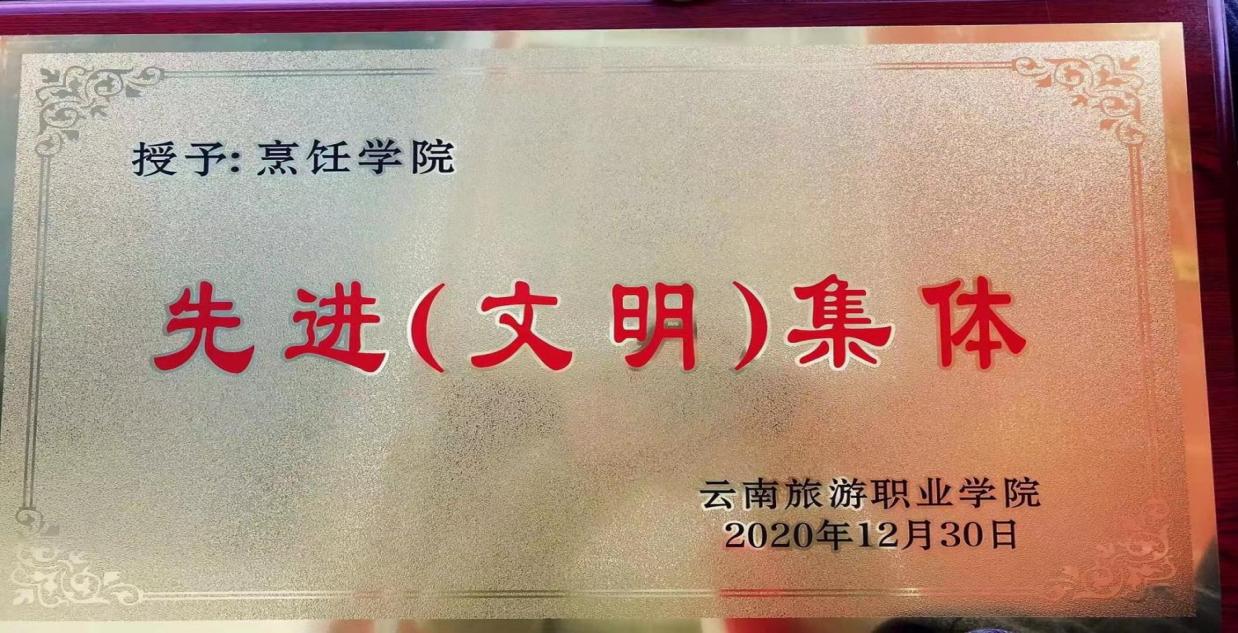 授予:烹饪学院
先进(文明)集体
云南旅游职业学院
2020年12月30日